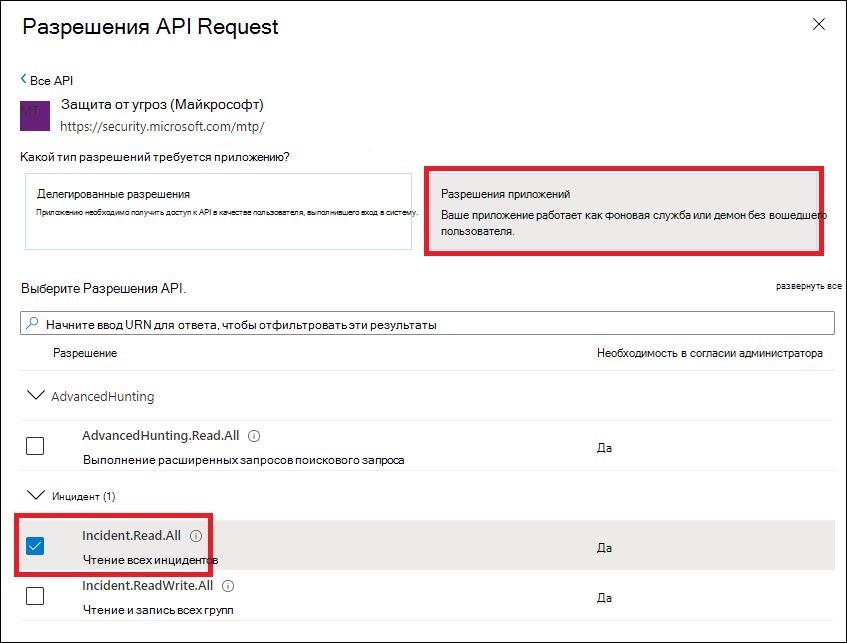 Разрешения API Request
Все API
MT
Защита от угроз (Майкрософт)
https://security.microsoft.com/mtp/
Какой тип разрешений требуется приложению?
Делегированные разрешения
Приложению необходимо получить доступ к API в качестве пользователя, выполнившего вход в систему.
Разрешения приложений
Ваше приложение работает как фоновая служба или демон без вошедшего
пользователя.
Выберите Разрешения API.
развернуть все
Начните ввод URN для ответа, чтобы отфильтровать эти результаты
Разрешение
Необходимость в согласии администратора
AdvancedHunting
AdvancedHunting.Read.All
Выполнение расширенных запросов поискового запроса
Да
Инцидент (1)
Incident.Read.All
Чтение всех инцидентов
Да
Incident.ReadWrite.All
Чтение и запись всех групп
Да